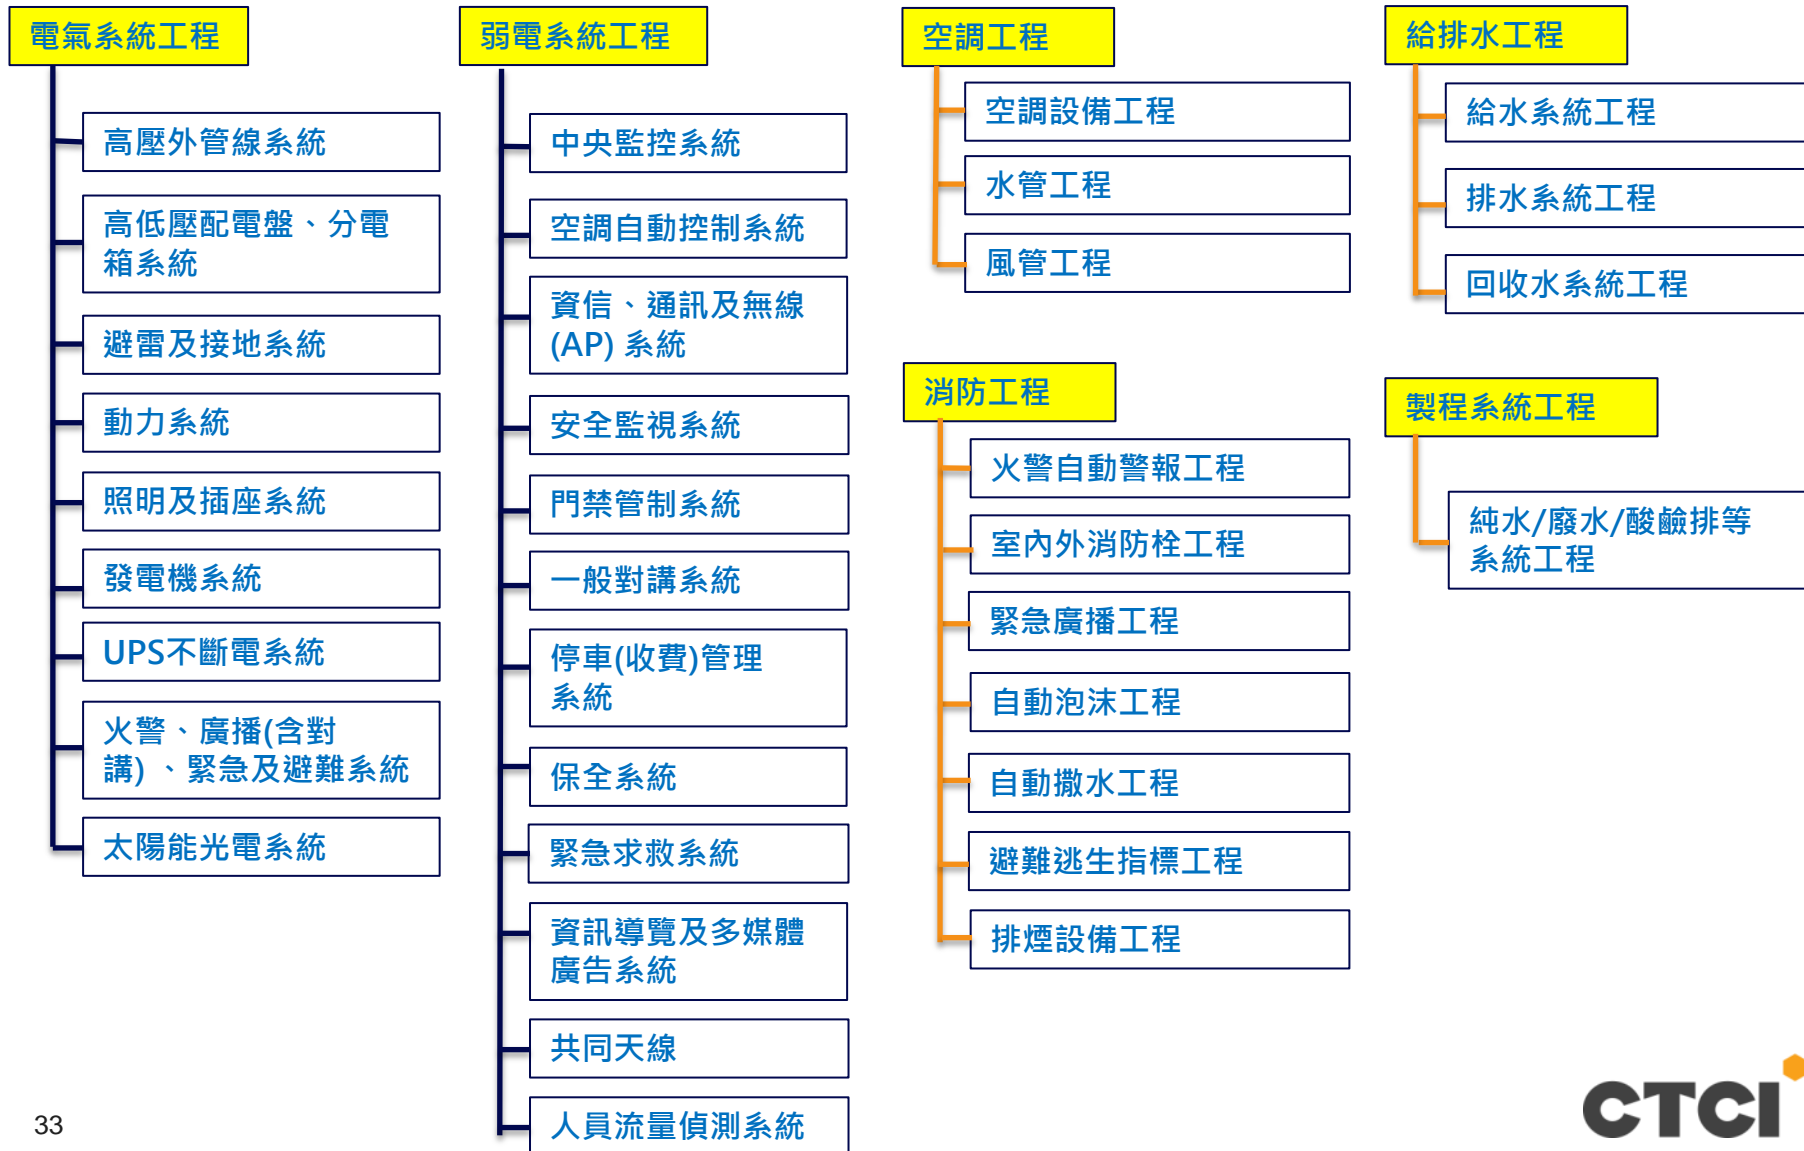 電氣系統工程
高壓外管線系統
高低壓配電盤、分電
箱系統
避雷及接地系統
動力系統
照明及插座系統
發電機系統
UPS不斷電系統
火警、廣播(含對
講) 、緊急及避難系統
太陽能光電系統
弱電系統工程
中央監控系統
空調自動控制系統
資信、通訊及無線
(AP) 系統
安全監視系統
門禁管制系統
一般對講系統
停車(收費)管理
系統
保全系統
緊急求救系統
資訊導覽及多媒體
廣告系統
共同天線
人員流量偵測系統
空調工程
空調設備工程
水管工程
風管工程
消防工程
火警自動警報工程
室內外消防栓工程
緊急廣播工程
自動泡沫工程
自動撒水工程
避難逃生指標工程
排煙設備工程
給排水工程
給水系統工程
排水系統工程
回收水系統工程
製程系統工程
純水/廢水/酸鹼排等
系統工程
33
CTCI